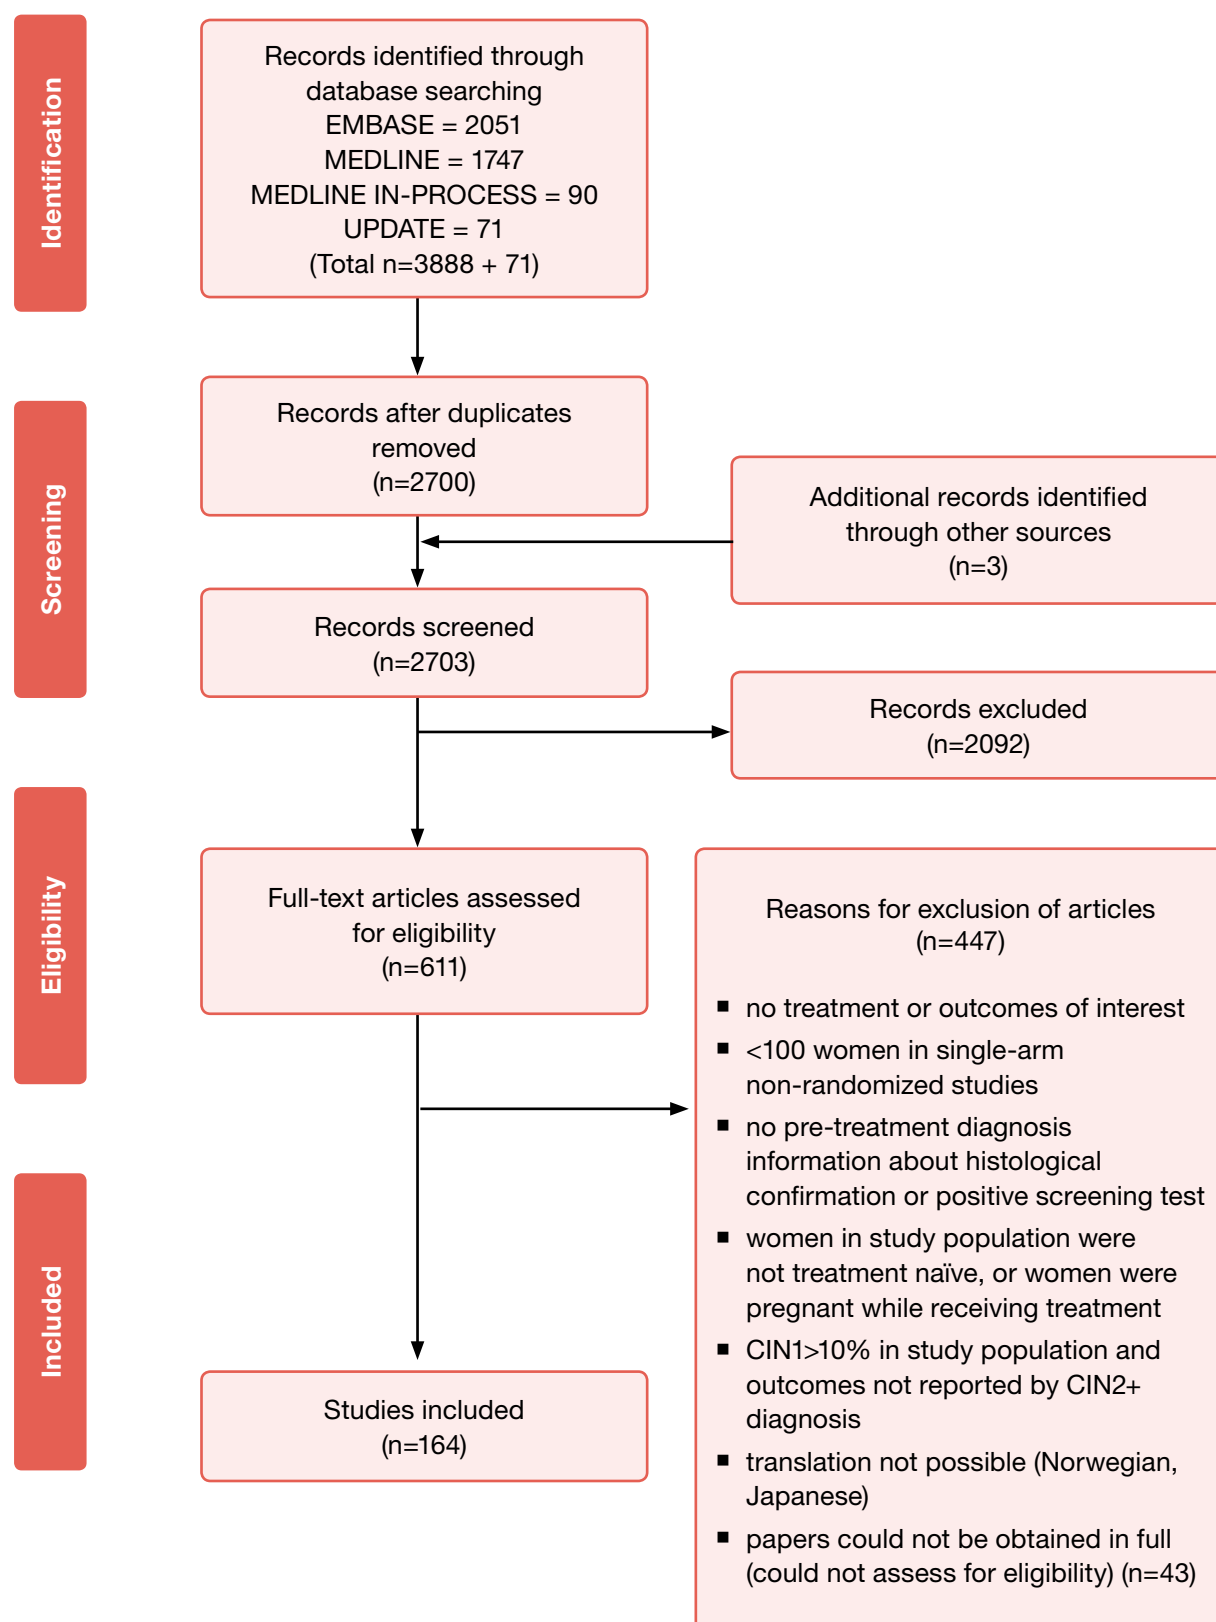 Identification
Records identified through
database searching
EMBASE = 2051
MEDLINE = 1747
MEDLINE IN-PROCESS = 90
UPDATE = 71
(Total n=3888 + 71)
Screening
Records after duplicates
removed
(n=2700)
Additional records identified
through other sources
(n=3)
Records screened
(n=2703)
Records excluded
(n=2092)
Eligibility
Full-text articles assessed
for eligibility
(n=611)
Reasons for exclusion of articles
(n=447)
■ no treatment or outcomes of interest
■ <100 women in single-arm
non-randomized studies
■ no pre-treatment diagnosis
information about histological
confirmation or positive screening test
■ women in study population were
not treatment naïve, or women were
pregnant while receiving treatment
■ CIN1>10% in study population and
outcomes not reported by CIN2+
diagnosis
■ translation not possible (Norwegian,
Japanese)
■ papers could not be obtained in full
(could not assess for eligibility) (n=43)
Included
Studies included
(n=164)